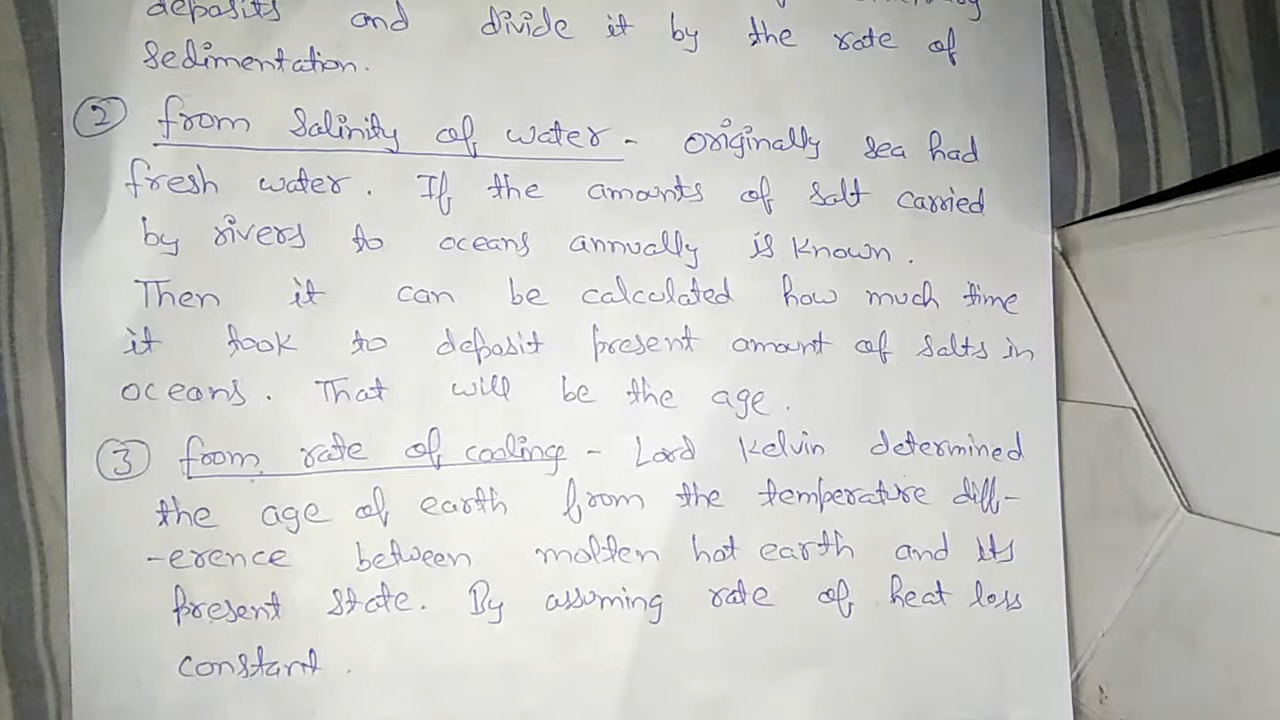 deposits and divide it by the rate of
sedimentation.
② from salinity of water - originally sea had
fresh water. If the amounts of salt carried
by rivers to oceans annually is known.
Then it can be calculated how much time
it took to deposit present amount of salts in
oceans. That will be the age.
③ from rate of cooling - Lord Kelvin determined
the age of earth from the temperature diff-
-erence between molten hot earth and its
present state. By assuming rate of heat loss
constant.